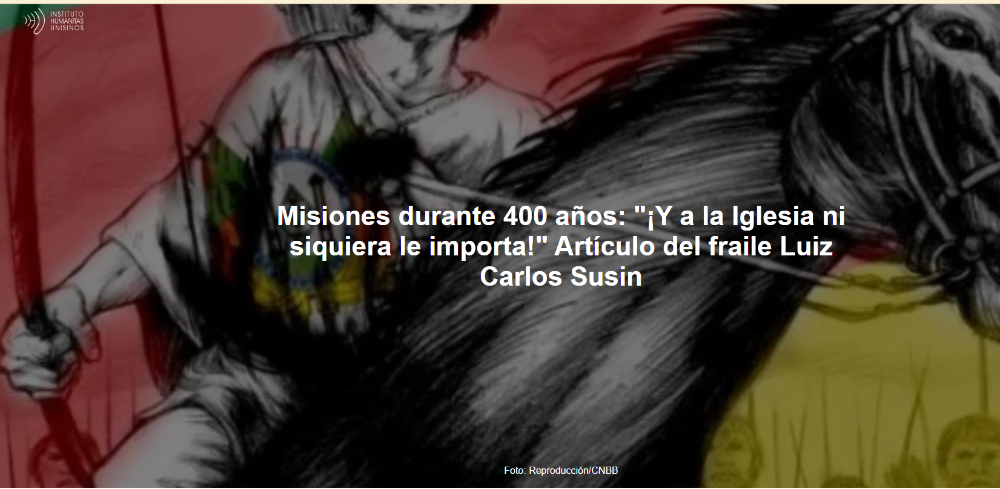 INSTITUTO
HUMANITAS
UNISINOS
Misiones durante 400 años: "¡Y a la Iglesia ni
siquiera le importa!" Artículo del fraile Luiz
Carlos Susin
Foto: Reproducción/CNBB